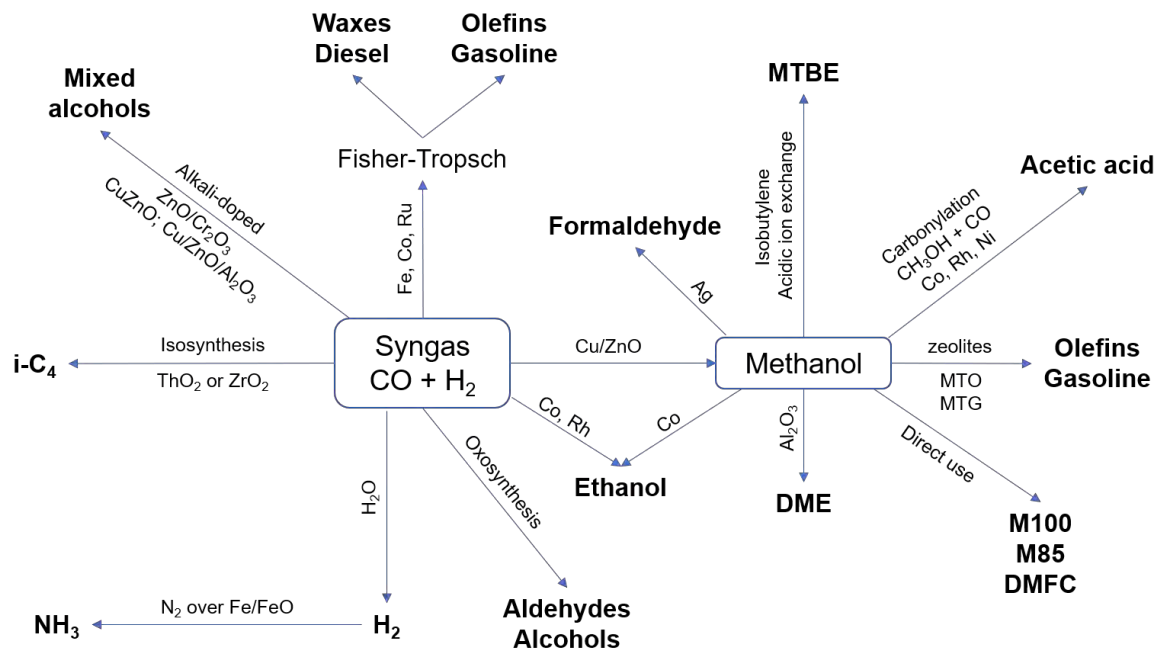 Waxes
Diesel
Olefins
Gasoline
Mixed
alcohols
MTBE
Fisher-Tropsch
Acetic acid
Alkali-doped
ZnO/Cr₂O₃
CuZnO; Cu/ZnO/Al₂O₃
Fe, Co, Ru
Formaldehyde
Ag
Isobutylene
Acidic ion exchange
Carbonylation
CH₃OH + CO
Co, Rh, Ni
i-C₄
Isosynthesis
ThO₂ or ZrO₂
Syngas
CO + H₂
Cu/ZnO
Methanol
zeolites
MTO
MTG
Olefins
Gasoline
Co, Rh
Co
Al₂O₃
Direct use
Ethanol
DME
M100
M85
DMFC
H₂O
Oxosynthesis
Aldehydes
Alcohols
NH₃
N₂ over Fe/FeO
H₂